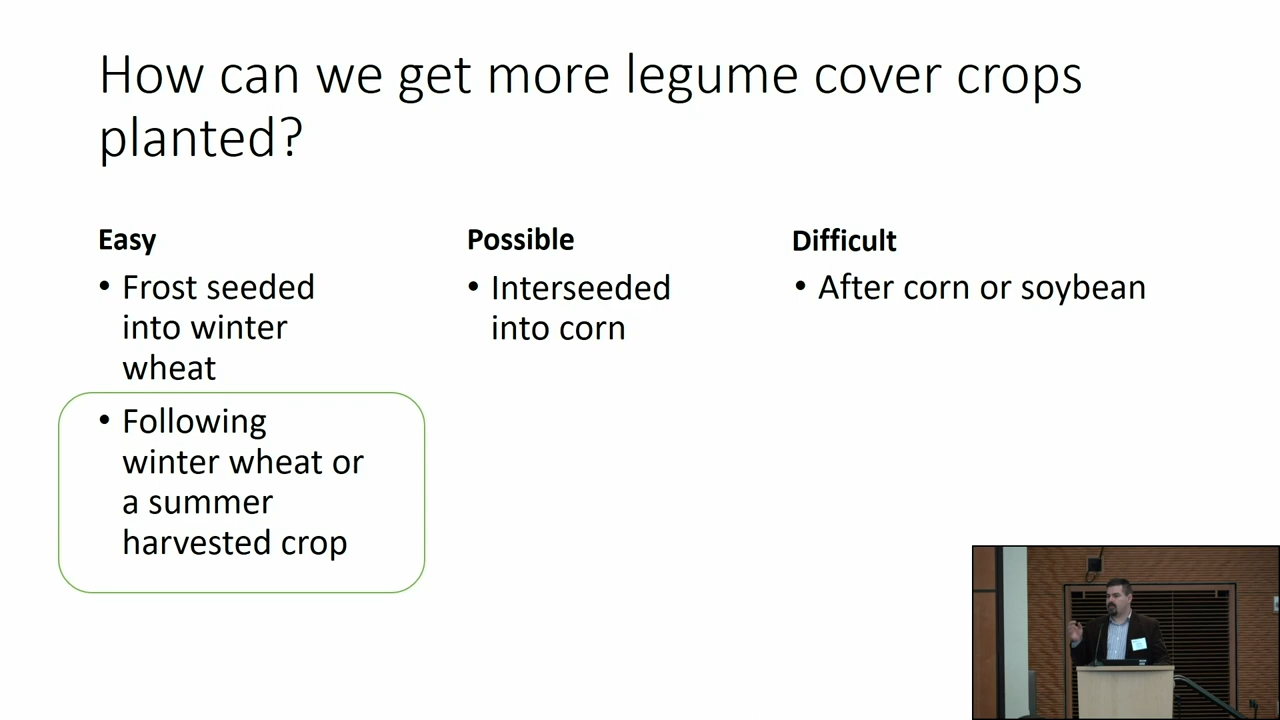 How can we get more legume cover crops
planted?
Easy
• Frost seeded
into winter
wheat
• Following
winter wheat or
a summer
harvested crop
Possible
• Interseeded
into corn
Difficult
• After corn or soybean